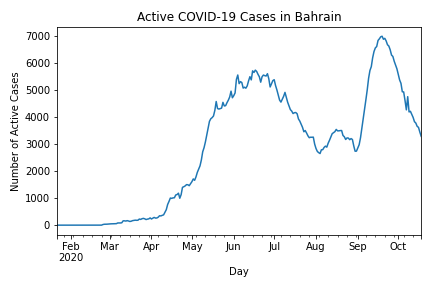 Active COVID-19 Cases in Bahrain
Number of Active Cases
7000
6000
5000
4000
3000
2000
1000
0
Feb Mar Apr May Jun Jul Aug Sep Oct
2020
Day